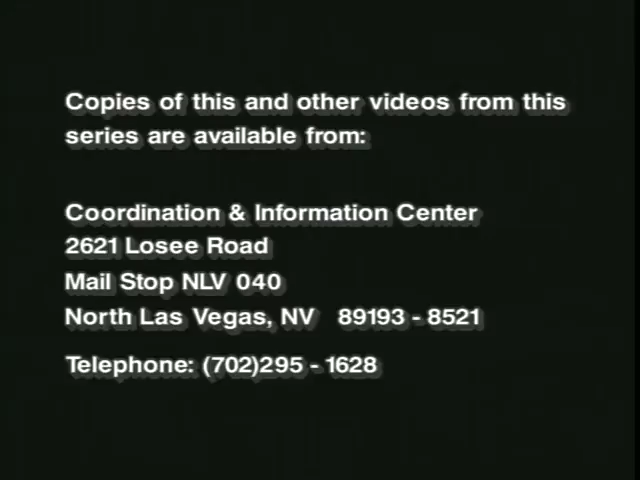 Copies of this and other videos from this
series are available from:
Coordination & Information Center
2621 Losee Road
Mail Stop NLV 040
North Las Vegas, NV 89193 - 8521
Telephone: (702)295 - 1628